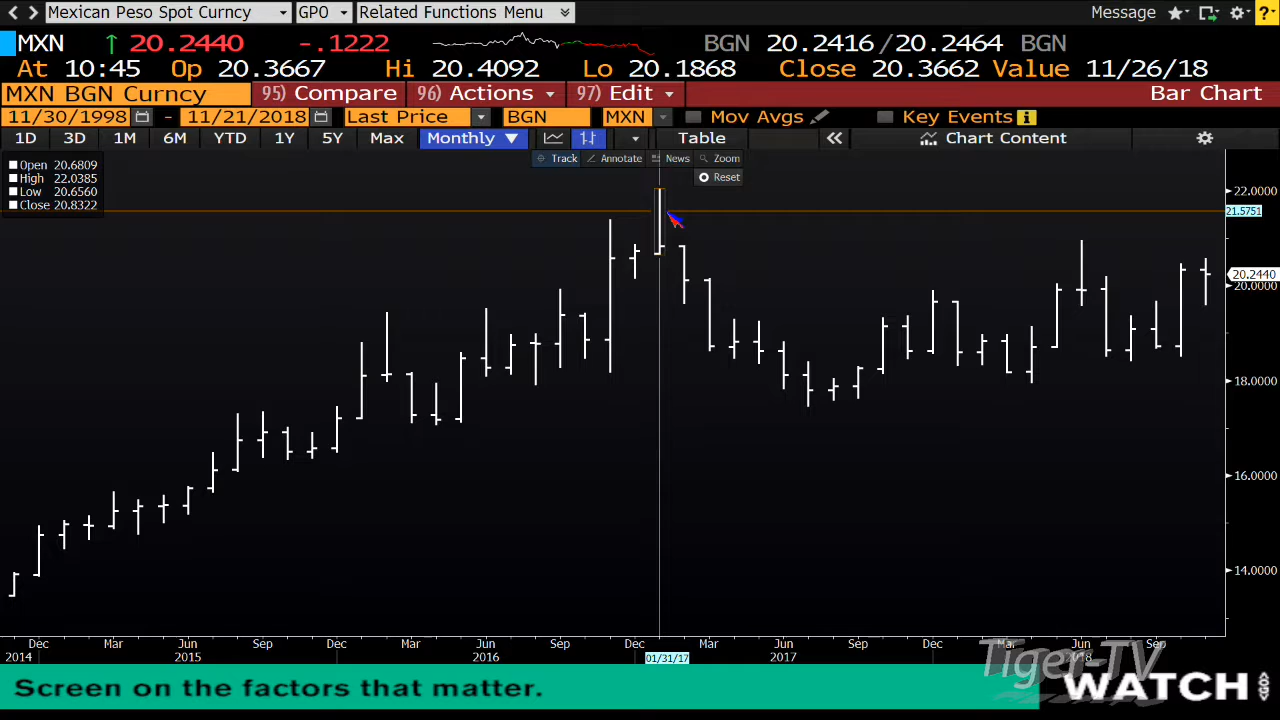 Mexican Peso Spot Curncy GPO Related Functions Menu Message ?
MXN ↑ 20.2440 -.1222 BGN 20.2416/20.2464 BGN
At 10:45 Op 20.3667 Hi 20.4092 Lo 20.1868 Close 20.3662 Value 11/26/18
MXN BGN Curncy 95) Compare 96) Actions 97) Edit Bar Chart
11/30/1998 - 11/21/2018 Last Price BGN MXN Mov Avgs Key Events i
1D 3D 1M 6M YTD 1Y 5Y Max Monthly ▼ Table « Chart Content
Track Annotate News Zoom
Reset
Open 20.6809
High 22.0385
Low 20.6560
Close 20.8322
22.0000
21.5751
20.2440
20.0000
18.0000
16.0000
14.0000
Dec Mar Jun Sep Dec Mar Jun Sep Dec Mar Jun Sep Dec Mar Jun Sep
2014 2015 2016 01/31/17 2017 2018
Tiger-TV
Screen on the factors that matter.
WATCH